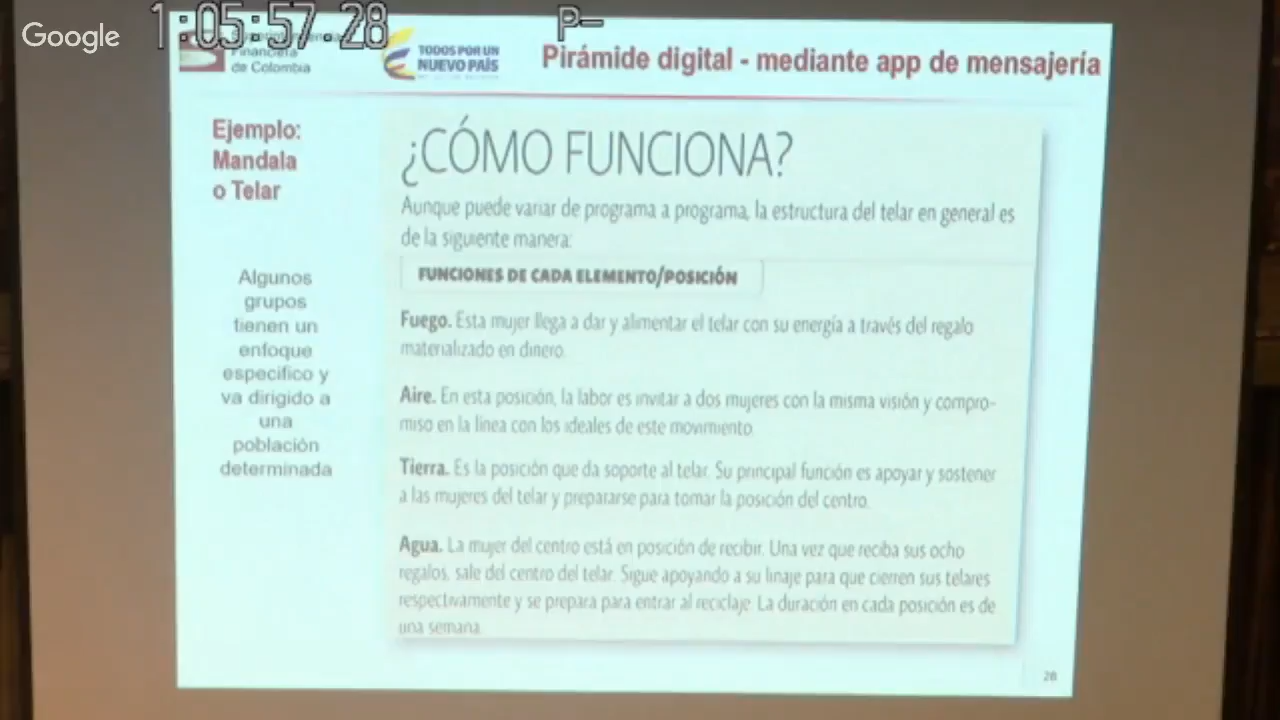 Google
1:05:57-28
P-
Financiera
de Colombia
TODOS POR UN
NUEVO PAÍS
Pirámide digital - mediante app de mensajería
Ejemplo:
Mandala
o Telar
Algunos
grupos
tienen un
enfoque
especifico y
va dirigido a
una
población
determinada
¿CÓMO FUNCIONA?
Aunque puede variar de programa a programa, la estructura del telar en general es
de la siguiente manera:
FUNCIONES DE CADA ELEMENTO/POSICIÓN
Fuego. Esta mujer llega a dar y alimentar el telar con su energía a través del regalo
materializado en dinero.
Aire. En esta posición, la labor es invitar a dos mujeres con la misma visión y compro-
miso en la línea con los ideales de este movimiento.
Tierra. Es la posición que da soporte al telar. Su principal función es apoyar y sostener
a las mujeres del telar y prepararse para tomar la posición del centro.
Agua. La mujer del centro está en posición de recibir. Una vez que reciba sus ocho
regalos, sale del centro del telar. Sigue apoyando a su linaje para que cierren sus telares
respectivamente y se prepara para entrar al reciclaje. La duración en cada posición es de
una semana.
28